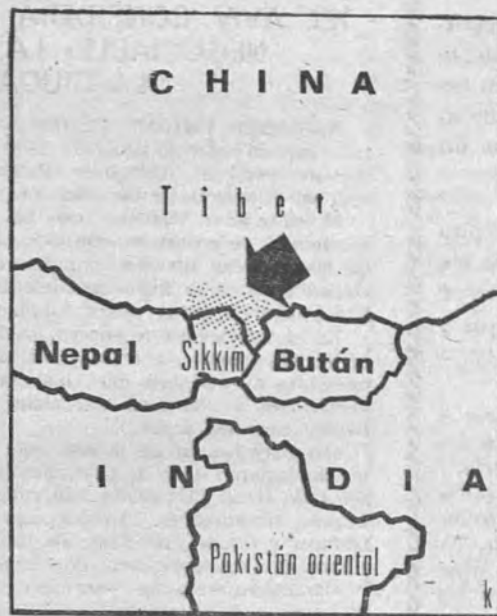 CHINA
Tibet
Nepal
Sikkim
Bután
INDIA
Pakistán oriental
k